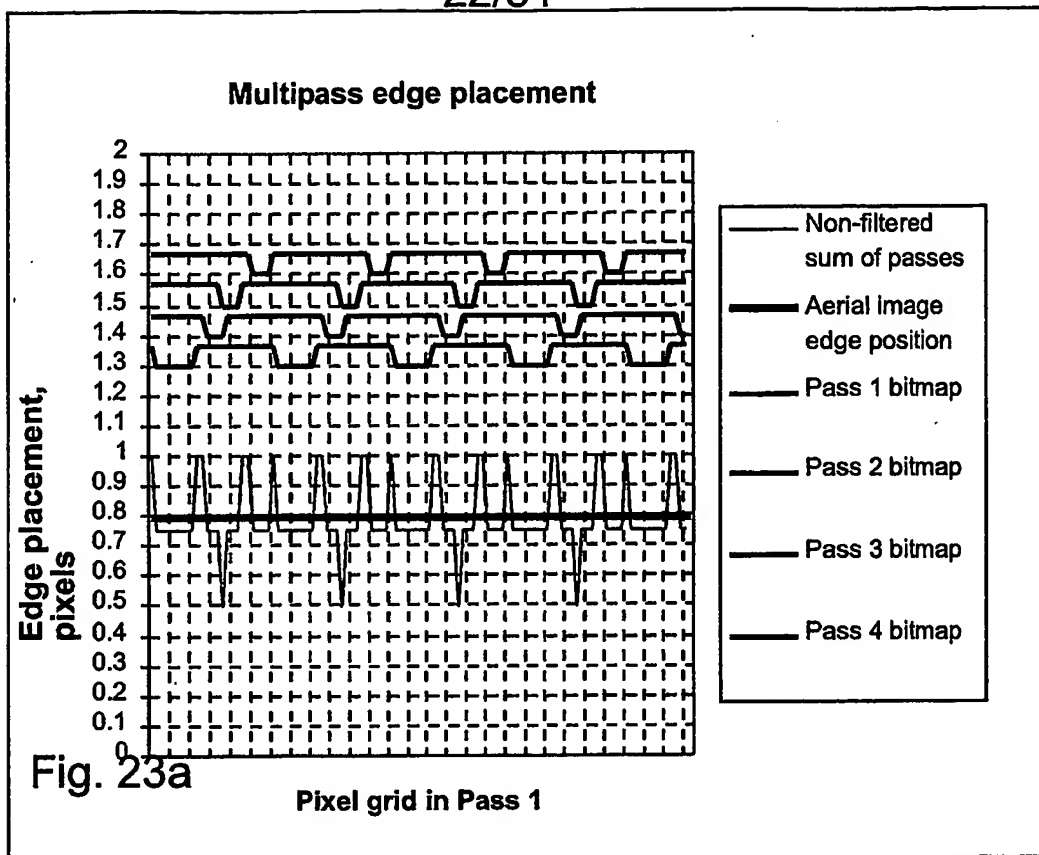 Multipass edge placement
2
1.9
1.8
1.7
1.6
1.5
1.4
1.3
1.2
1.1
1
0.9
0.8
0.7
0.6
0.5
0.4
0.3
0.2
0.1
0
Edge placement,
pixels
Pixel grid in Pass 1
Non-filtered
sum of passes
Aerial image
edge position
Pass 1 bitmap
Pass 2 bitmap
Pass 3 bitmap
Pass 4 bitmap
Fig. 23a